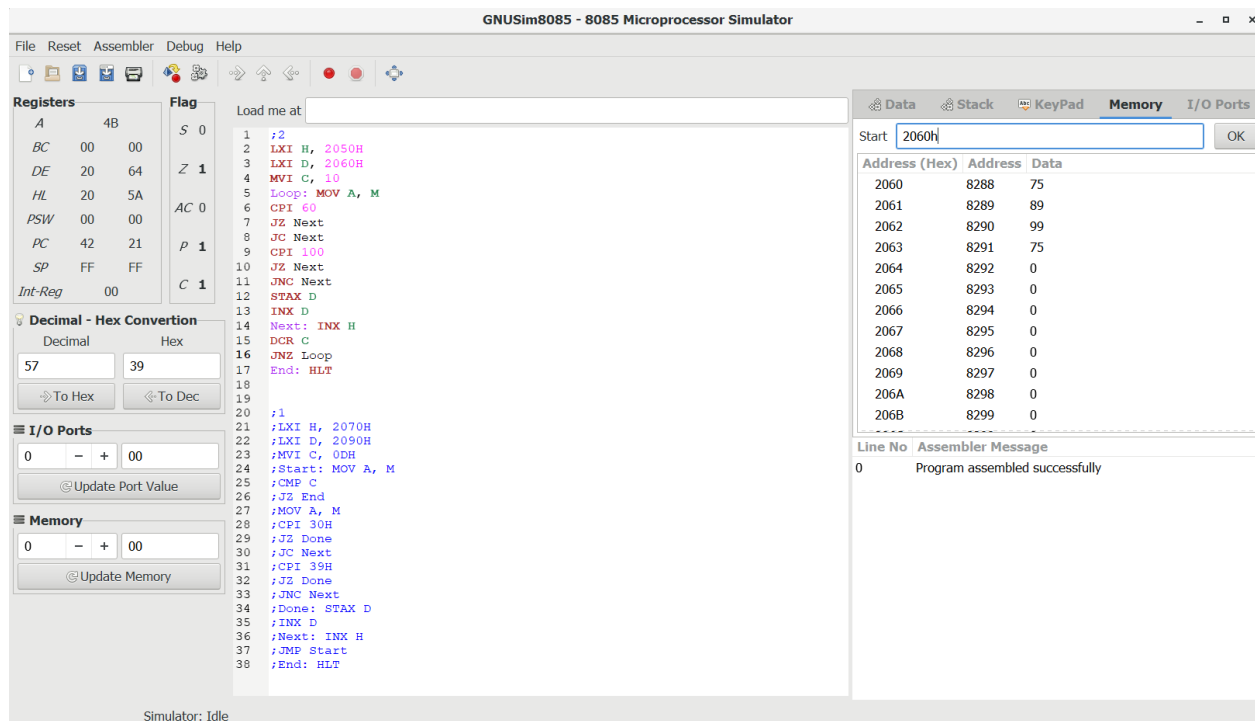 GNUSim8085 - 8085 Microprocessor Simulator
File Reset Assembler Debug Help
Registers
A 4B
BC 00 00
DE 20 64
HL 20 5A
PSW 00 00
PC 42 21
SP FF FF
Int-Reg 00
Flag
S 0
Z 1
AC 0
P 1
C 1
Decimal - Hex Convertion
Decimal Hex
57 39
To Hex To Dec
I/O Ports
0 - + 00
Update Port Value
Memory
0 - + 00
Update Memory
Load me at
1 ;2
2 LXI H, 2050H
3 LXI D, 2060H
4 MVI C, 10
5 Loop: MOV A, M
6 CPI 60
7 JZ Next
8 JC Next
9 CPI 100
10 JZ Next
11 JNC Next
12 STAX D
13 INX D
14 Next: INX H
15 DCR C
16 JNZ Loop
17 End: HLT
18
19
20 ;1
21 ;LXI H, 2070H
22 ;LXI D, 2090H
23 ;MVI C, 0DH
24 ;Start: MOV A, M
25 ;CMP C
26 ;JZ End
27 ;MOV A, M
28 ;CPI 30H
29 ;JZ Done
30 ;JC Next
31 ;CPI 39H
32 ;JZ Done
33 ;JNC Next
34 ;Done: STAX D
35 ;INX D
36 ;Next: INX H
37 ;JMP Start
38 ;End: HLT
Data Stack KeyPad Memory I/O Ports
Start 2060h OK
Address (Hex) Address Data
2060 8288 75
2061 8289 89
2062 8290 99
2063 8291 75
2064 8292 0
2065 8293 0
2066 8294 0
2067 8295 0
2068 8296 0
2069 8297 0
206A 8298 0
206B 8299 0
Line No Assembler Message
0 Program assembled successfully
Simulator: Idle